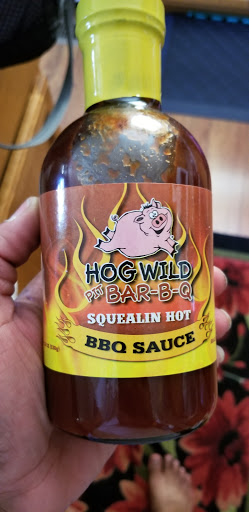 HOG WILD
PIT BAR-B-Q
SQUEALIN HOT
BBQ SAUCE